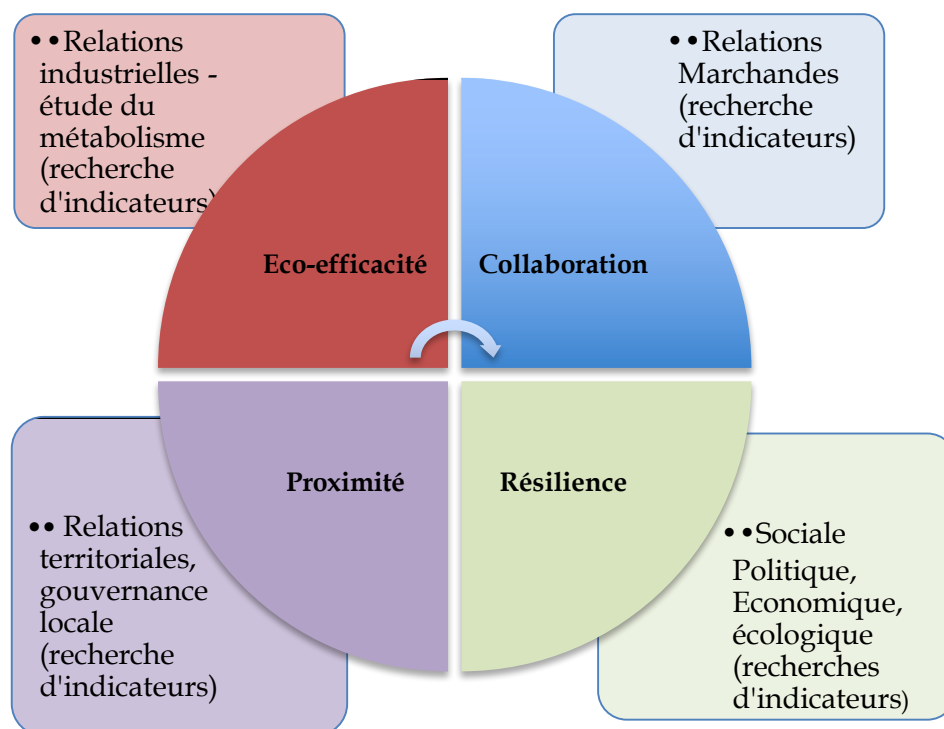 ••Relations
industrielles -
étude du
métabolisme
(recherche
d'indicateurs)
••Relations
Marchandes
(recherche
d'indicateurs)
Eco-efficacité
Collaboration
Proximité
Résilience
•• Relations
territoriales,
gouvernance
locale
(recherche
d'indicateurs)
••Sociale
Politique,
Economique,
écologique
(recherches
d'indicateurs)